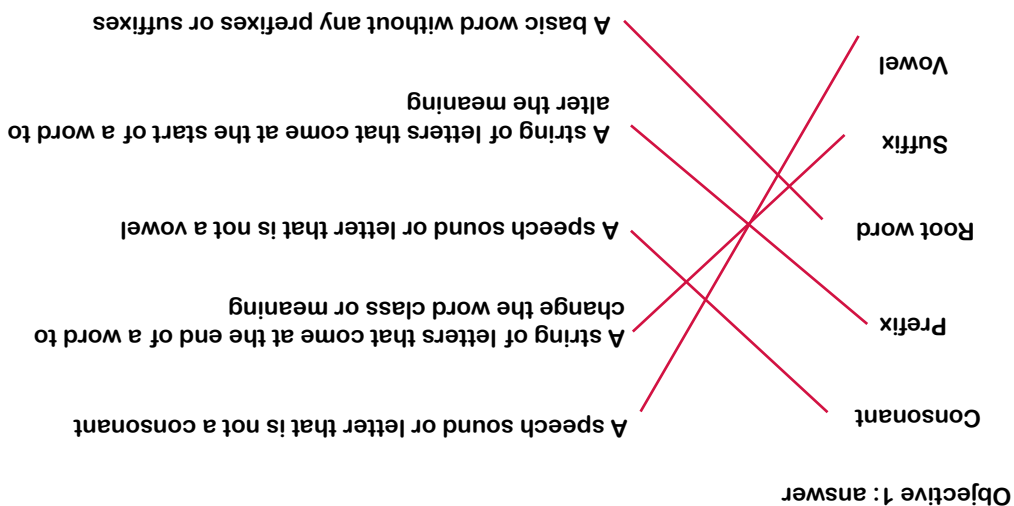 Objective 1: answer
Consonant
A speech sound or letter that is not a consonant
Prefix
A string of letters that come at the end of a word to
change the word class or meaning
Root word
A speech sound or letter that is not a vowel
Suffix
A string of letters that come at the start of a word to
alter the meaning
Vowel
A basic word without any prefixes or suffixes